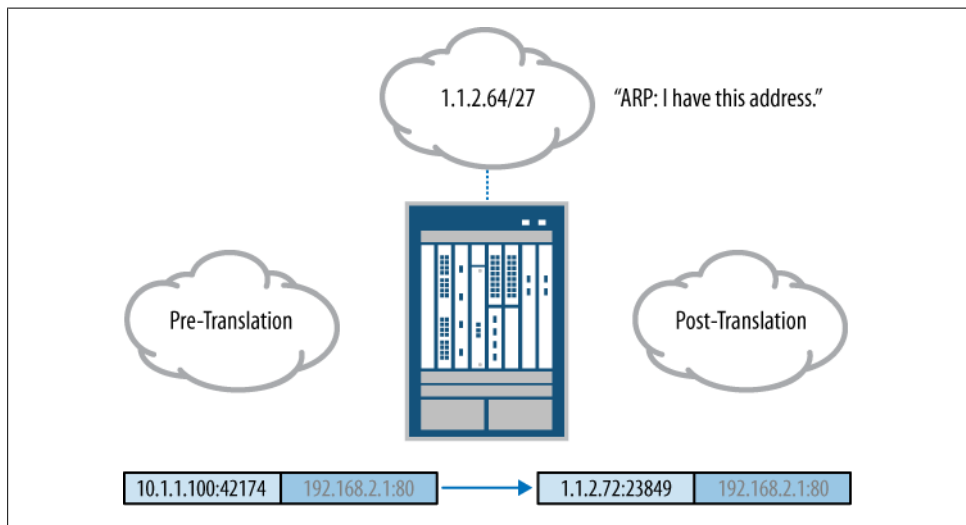 1.1.2.64/27
“ARP: I have this address.”
Pre-Translation
Post-Translation
10.1.1.100:42174
192.168.2.1:80
1.1.2.72:23849
192.168.2.1:80